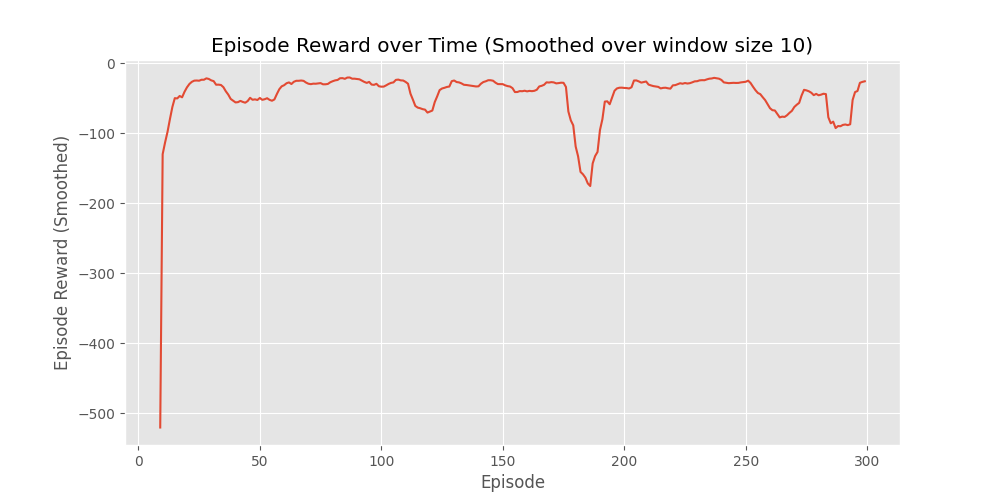 Episode Reward over Time (Smoothed over window size 10)
Episode Reward (Smoothed)
0
−100
−200
−300
−400
−500
0 50 100 150 200 250 300
Episode